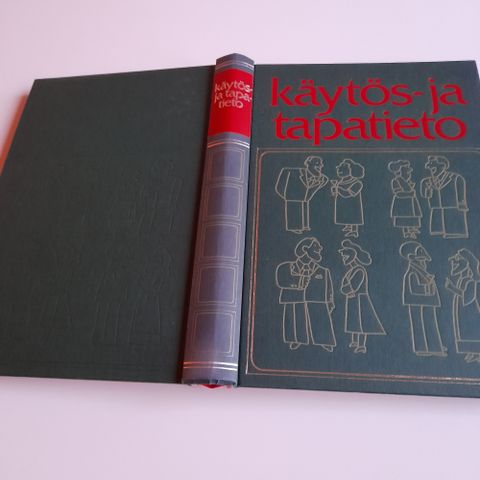 käytös-
ja tapa-
tieto
käytös-ja
tapatieto